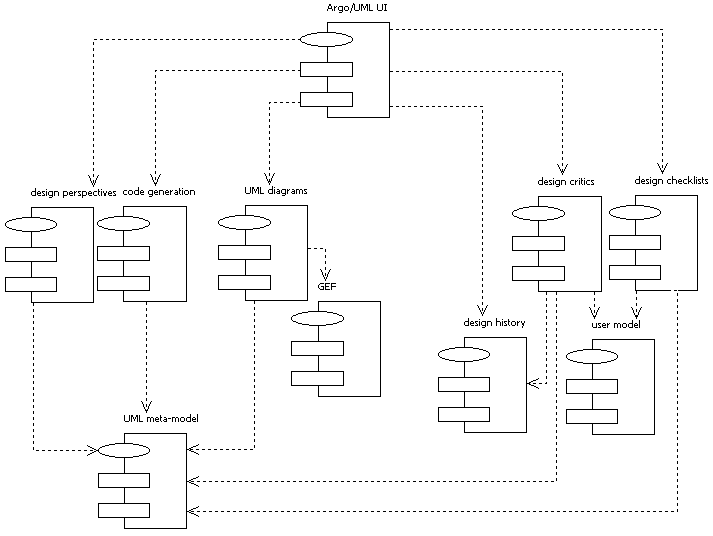 Argo/UML UI
design perspectives
code generation
UML diagrams
design critics
design checklists
GEF
design history
user model
UML meta-model